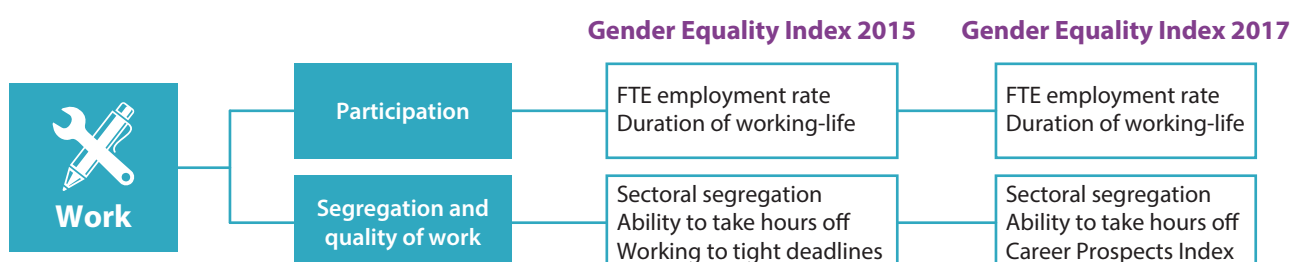 Gender Equality Index 2015
Gender Equality Index 2017
Work
Participation
FTE employment rate
Duration of working-life
FTE employment rate
Duration of working-life
Segregation and
quality of work
Sectoral segregation
Ability to take hours off
Working to tight deadlines
Sectoral segregation
Ability to take hours off
Career Prospects Index